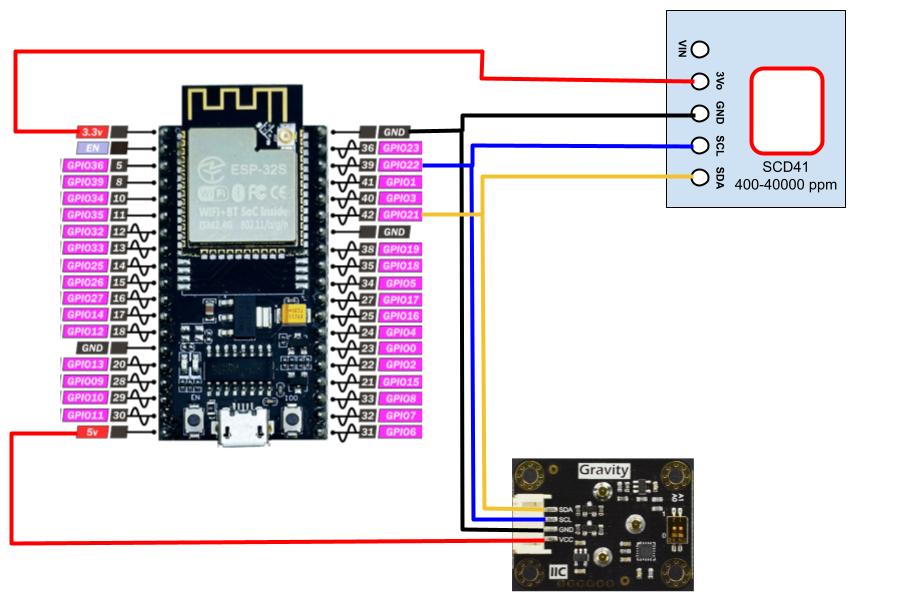 VIN
3Vo
GND
SCL
SDA
SCD41
400-40000 ppm
3.3v
EN
GPIO36 5
GPIO39 8
GPIO34 10
GPIO35 11
GPIO32 12
GPIO33 13
GPIO25 14
GPIO26 15
GPIO27 16
GPIO14 17
GPIO12 18
GND
GPIO13 20
GPIO09 28
GPIO10 29
GPIO11 30
5v
ESP-32S
WiFi
WIFI+BT SoC Inside
EN
IO0
GND
36 GPIO23
39 GPIO22
41 GPIO1
40 GPIO3
42 GPIO21
GND
38 GPIO19
35 GPIO18
34 GPIO5
27 GPIO17
25 GPIO16
24 GPIO4
23 GPIO0
22 GPIO2
21 GPIO15
33 GPIO8
32 GPIO7
31 GPIO6
Gravity
SDA
SCL
GND
VCC
A1
A0
1
0
IIC